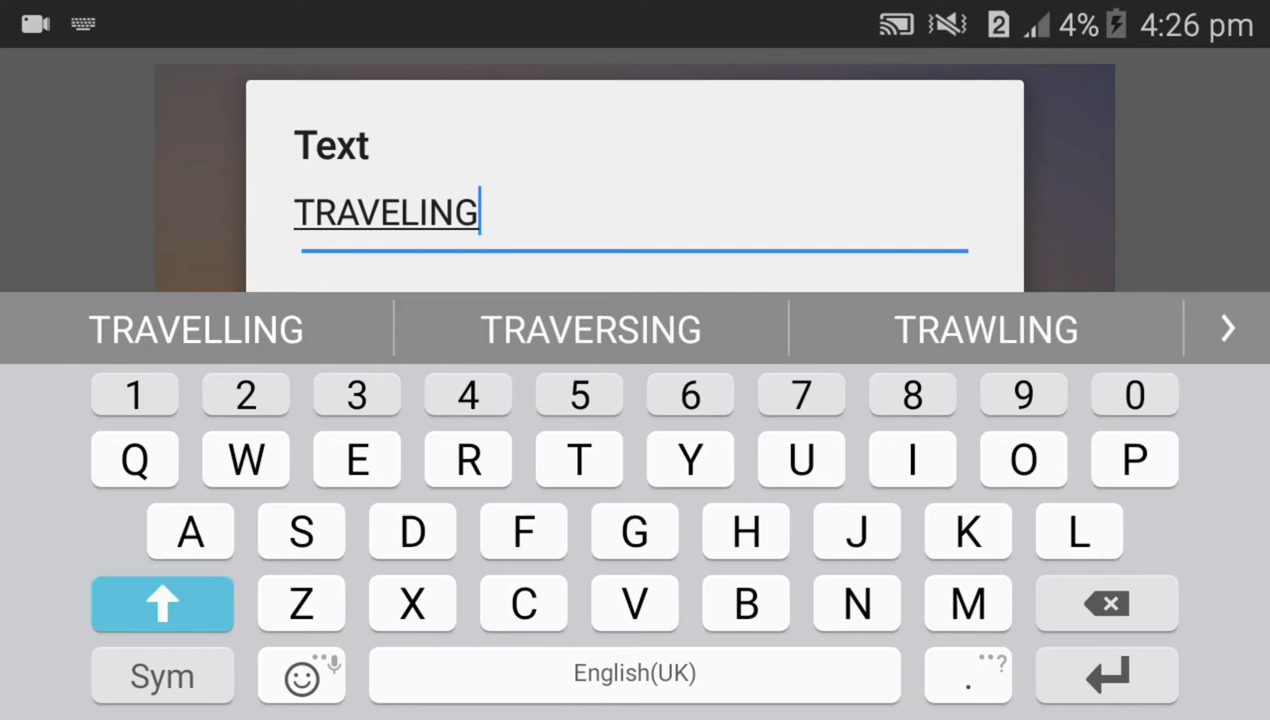 2 4% 4:26 pm
Text
TRAVELING
TRAVELLING TRAVERSING TRAWLING
1 2 3 4 5 6 7 8 9 0
Q W E R T Y U I O P
A S D F G H J K L
Z X C V B N M
Sym English(UK) . ?